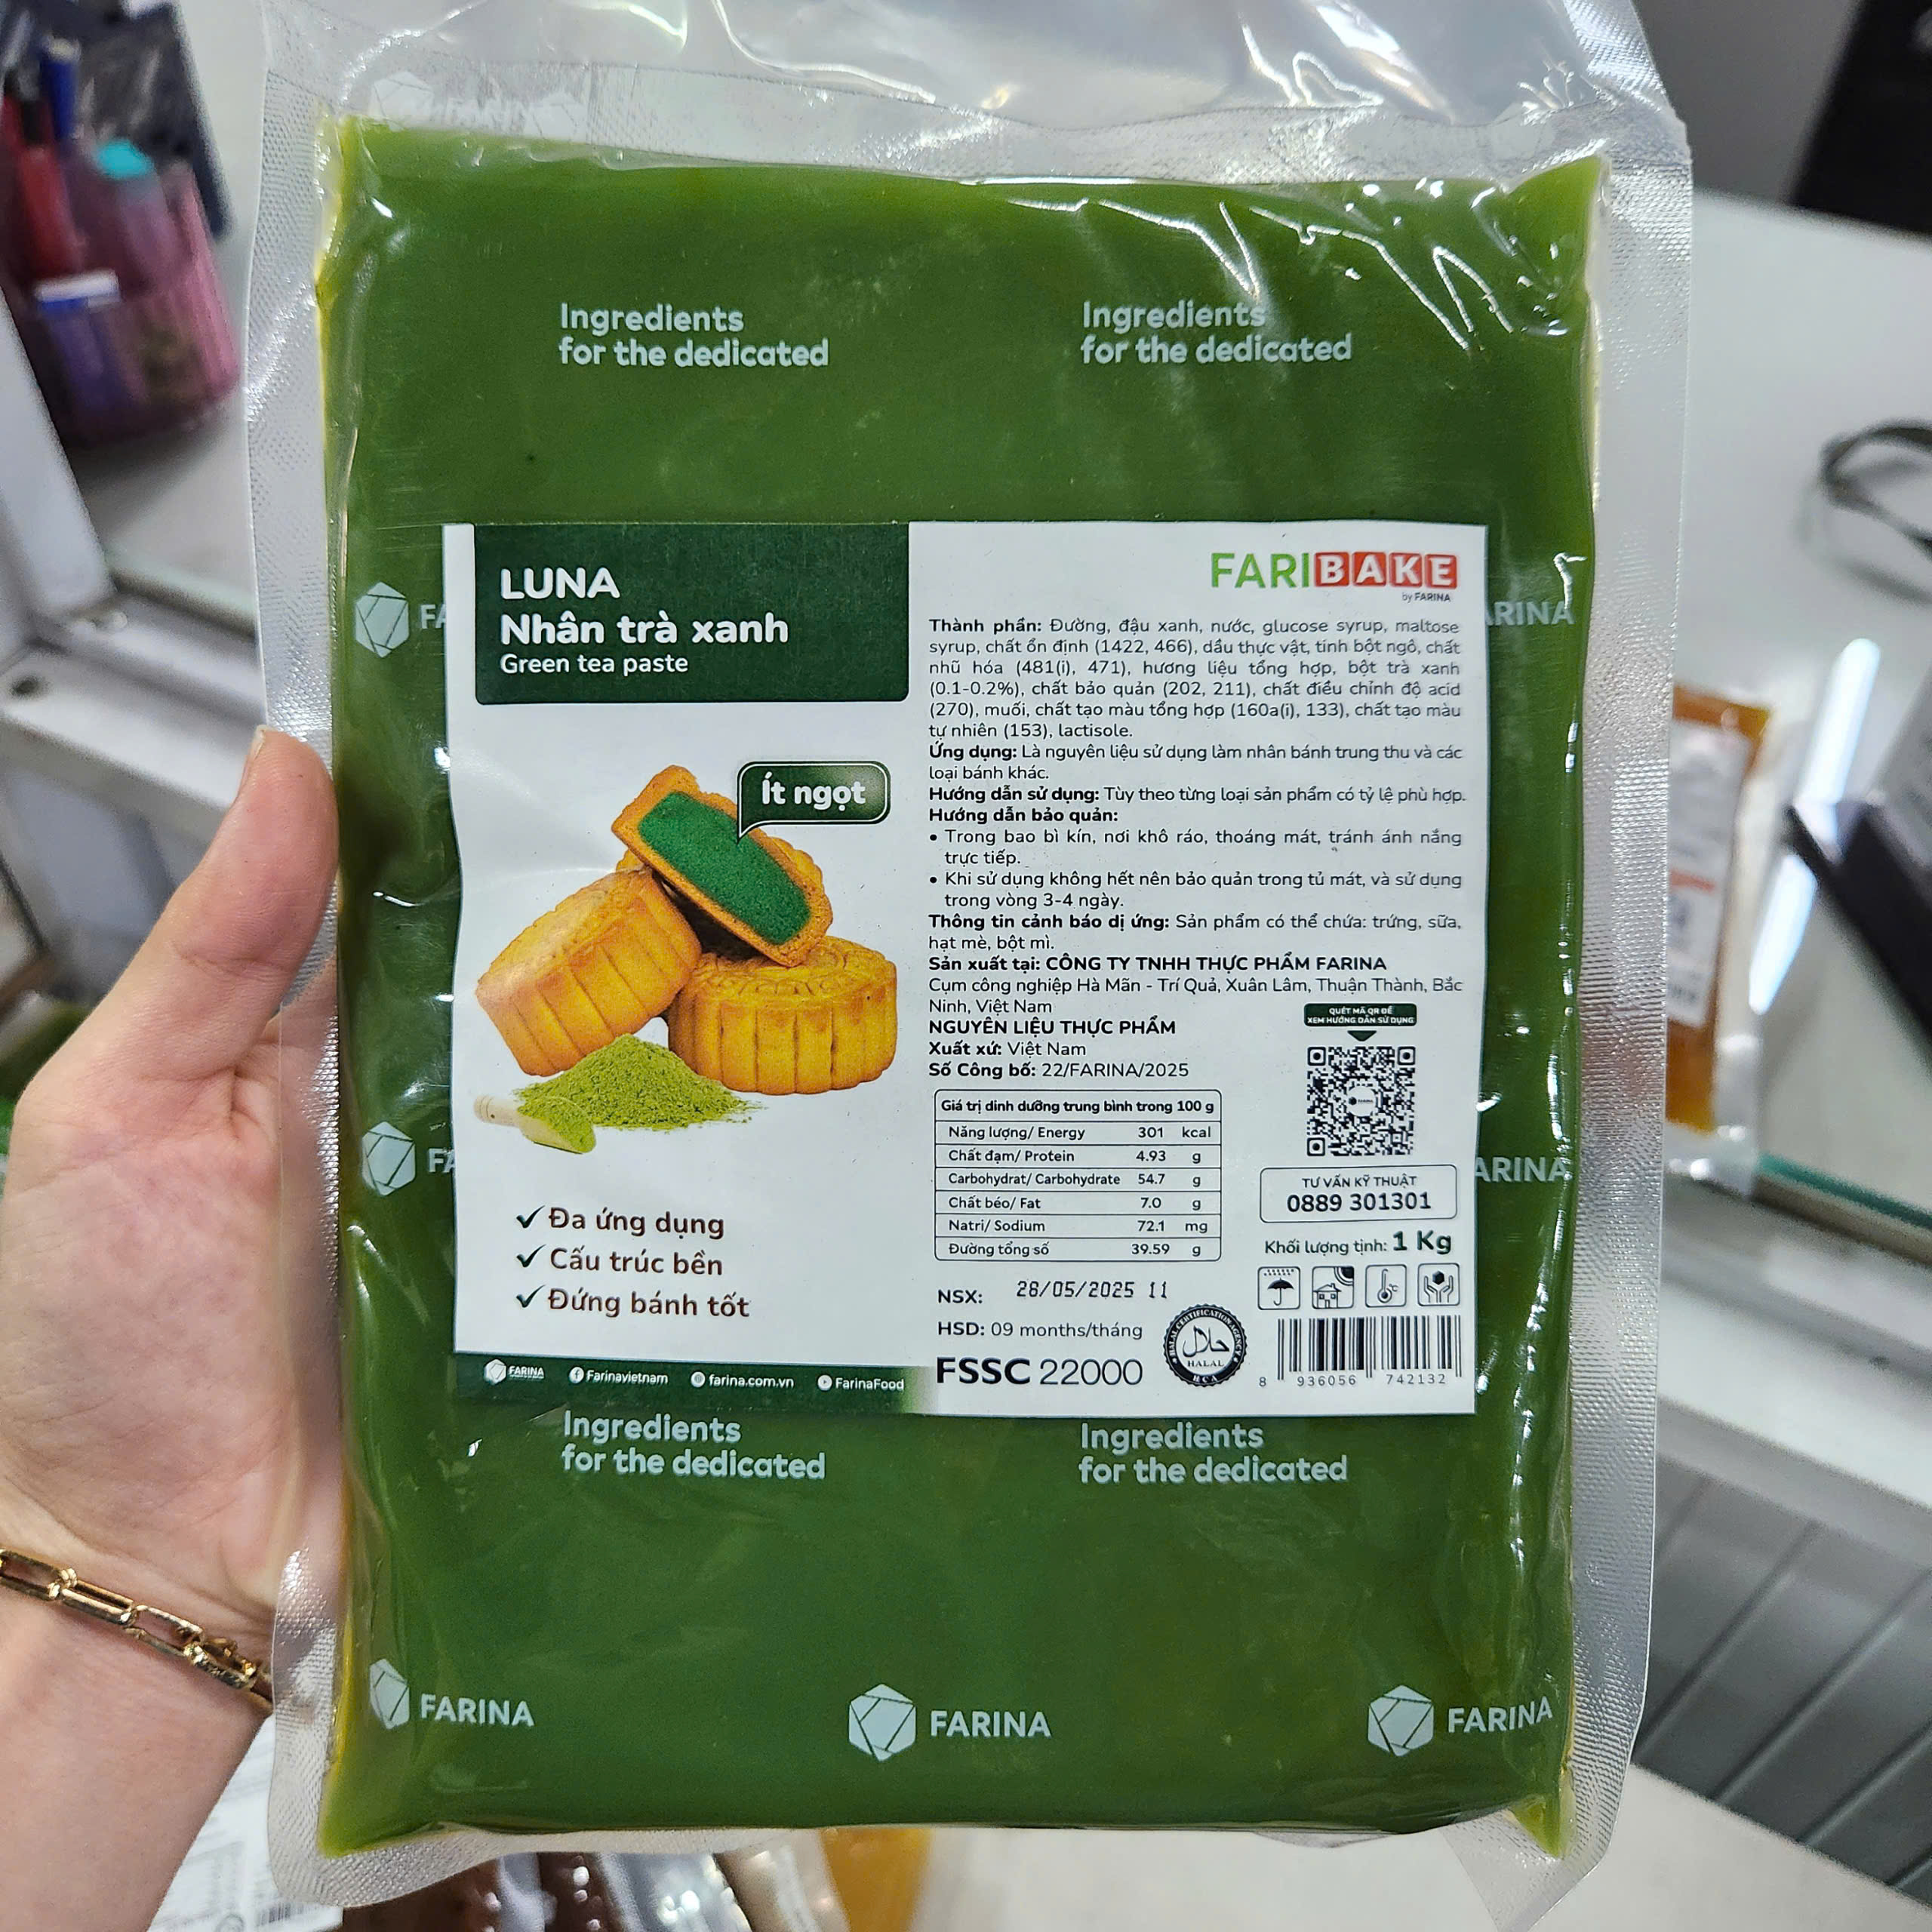 Ingredients
for the dedicated
Ingredients
for the dedicated
LUNA
Nhân trà xanh
Green tea paste
Ít ngọt
✓ Đa ứng dụng
✓ Cấu trúc bền
✓ Đứng bánh tốt
FARINA
Farinavietnam
farina.com.vn
FarinaFood
FARIBAKE
by FARINA
Thành phần: Đường, đậu xanh, nước, glucose syrup, maltose
syrup, chất ổn định (1422, 466), dầu thực vật, tinh bột ngô, chất
nhũ hóa (481(i), 471), hương liệu tổng hợp, bột trà xanh
(0.1-0.2%), chất bảo quản (202, 211), chất điều chỉnh độ acid
(270), muối, chất tạo màu tổng hợp (160a(i), 133), chất tạo màu
tự nhiên (153), lactisole.
Ứng dụng: Là nguyên liệu sử dụng làm nhân bánh trung thu và các
loại bánh khác.
Hướng dẫn sử dụng: Tùy theo từng loại sản phẩm có tỷ lệ phù hợp.
Hướng dẫn bảo quản:
• Trong bao bì kín, nơi khô ráo, thoáng mát, tránh ánh nắng
trực tiếp.
• Khi sử dụng không hết nên bảo quản trong tủ mát, và sử dụng
trong vòng 3-4 ngày.
Thông tin cảnh báo dị ứng: Sản phẩm có thể chứa: trứng, sữa,
hạt mè, bột mì.
Sản xuất tại: CÔNG TY TNHH THỰC PHẨM FARINA
Cụm công nghiệp Hà Mãn - Trí Quả, Xuân Lâm, Thuận Thành, Bắc
Ninh, Việt Nam
NGUYÊN LIỆU THỰC PHẨM
Xuất xứ: Việt Nam
Số Công bố: 22/FARINA/2025
QUÉT MÃ QR ĐỂ
XEM HƯỚNG DẪN SỬ DỤNG
Giá trị dinh dưỡng trung bình trong 100 g
Năng lượng/ Energy 301 kcal
Chất đạm/ Protein 4.93 g
Carbohydrat/ Carbohydrate 54.7 g
Chất béo/ Fat 7.0 g
Natri/ Sodium 72.1 mg
Đường tổng số 39.59 g
TƯ VẤN KỸ THUẬT
0889 301301
Khối lượng tịnh: 1 Kg
NSX: 28/05/2025 11
HSD: 09 months/tháng
FSSC 22000
HALAL CERTIFICATION AGENCY
حلال
HALAL
HCA
8 936056 742132
Ingredients
for the dedicated
Ingredients
for the dedicated
FARINA
FARINA
FARINA